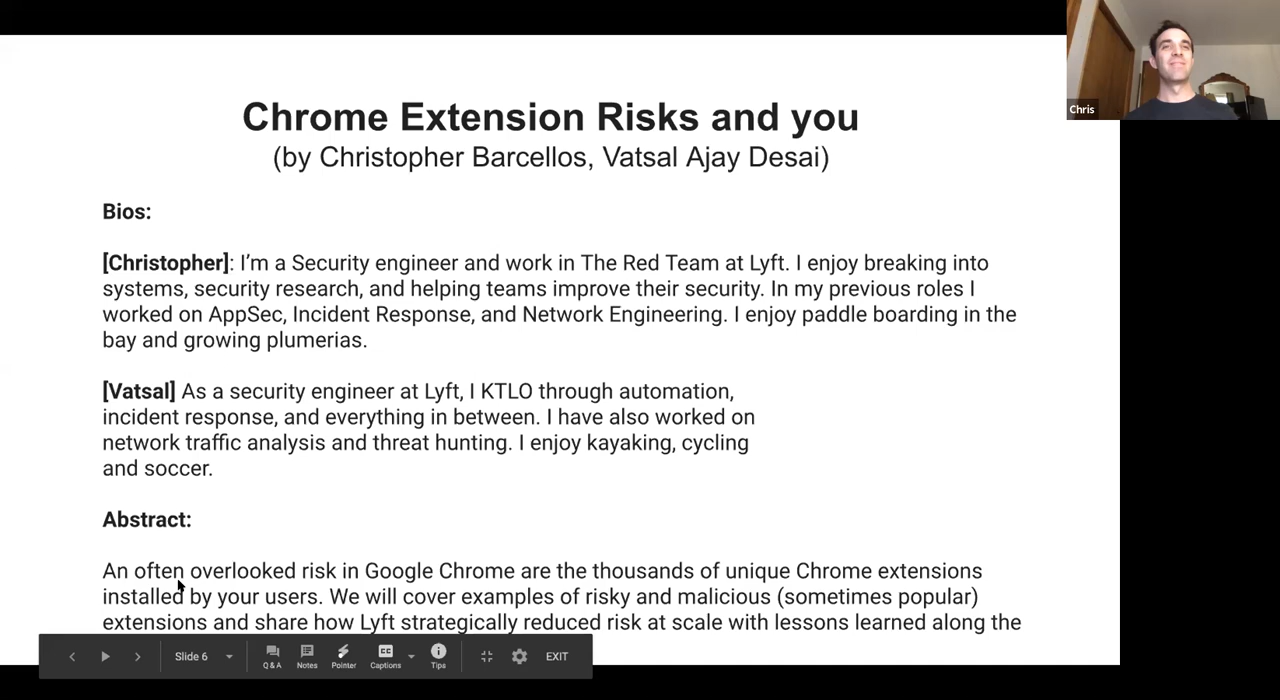 Chrome Extension Risks and you
(by Christopher Barcellos, Vatsal Ajay Desai)
Chris
Bios:
[Christopher]: I'm a Security engineer and work in The Red Team at Lyft. I enjoy breaking into
systems, security research, and helping teams improve their security. In my previous roles I
worked on AppSec, Incident Response, and Network Engineering. I enjoy paddle boarding in the
bay and growing plumerias.
[Vatsal] As a security engineer at Lyft, I KTLO through automation,
incident response, and everything in between. I have also worked on
network traffic analysis and threat hunting. I enjoy kayaking, cycling
and soccer.
Abstract:
An often overlooked risk in Google Chrome are the thousands of unique Chrome extensions
installed by your users. We will cover examples of risky and malicious (sometimes popular)
extensions and share how Lyft strategically reduced risk at scale with lessons learned along the
Slide 6
Q & A
Notes
Pointer
Captions
Tips
EXIT